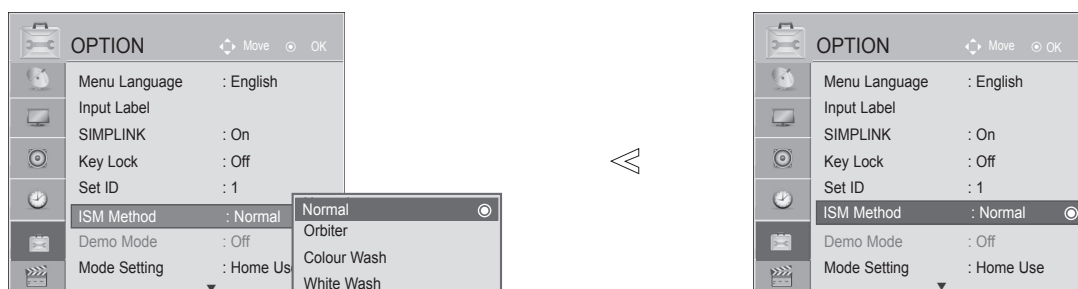 OPTION Move OK
Menu Language : English
Input Label
SIMPLINK : On
Key Lock : Off
Set ID : 1
ISM Method : Normal
Demo Mode : Off
Mode Setting : Home Us
Normal
Orbiter
Colour Wash
White Wash
OPTION Move OK
Menu Language : English
Input Label
SIMPLINK : On
Key Lock : Off
Set ID : 1
ISM Method : Normal
Demo Mode : Off
Mode Setting : Home Use